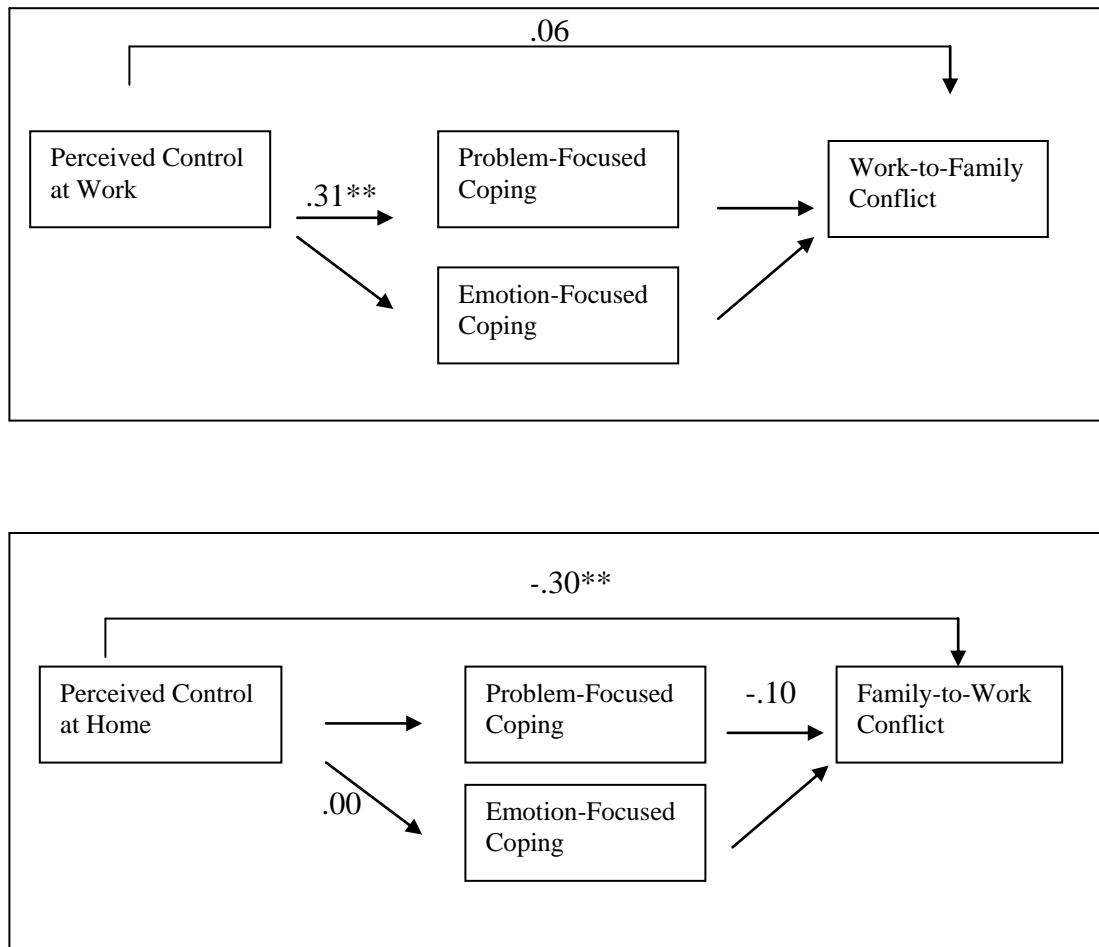 .06
Perceived Control
at Work
.31**
Problem-Focused
Coping
Work-to-Family
Conflict
Emotion-Focused
Coping
-.30**
Perceived Control
at Home
Problem-Focused
Coping
-.10
Family-to-Work
Conflict
.00
Emotion-Focused
Coping